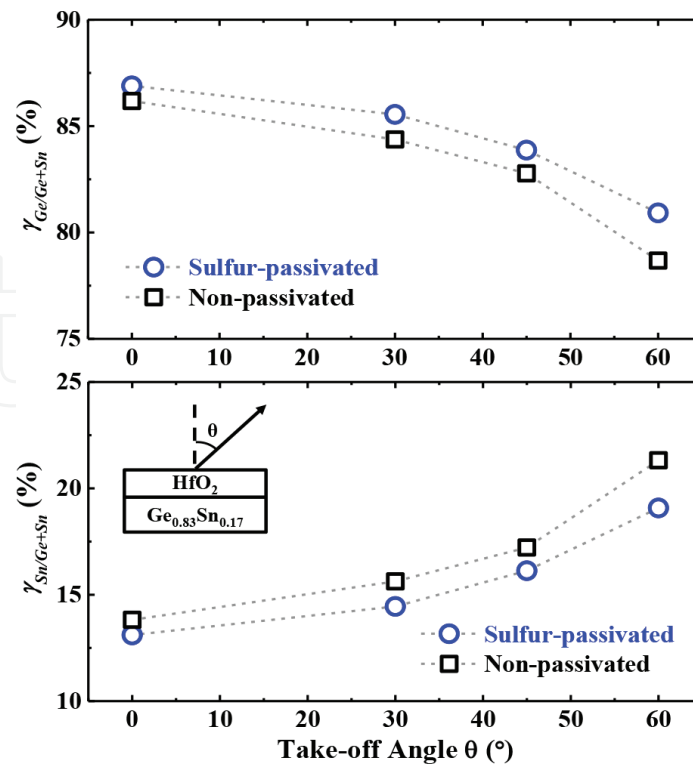 90
85
80
75
γGe/Ge+Sn (%)
Sulfur-passivated
Non-passivated
0 10 20 30 40 50 60
25
20
15
10
γSn/Ge+Sn (%)
θ
HfO2
Ge0.83Sn0.17
Sulfur-passivated
Non-passivated
0 10 20 30 40 50 60
Take-off Angle θ (°)